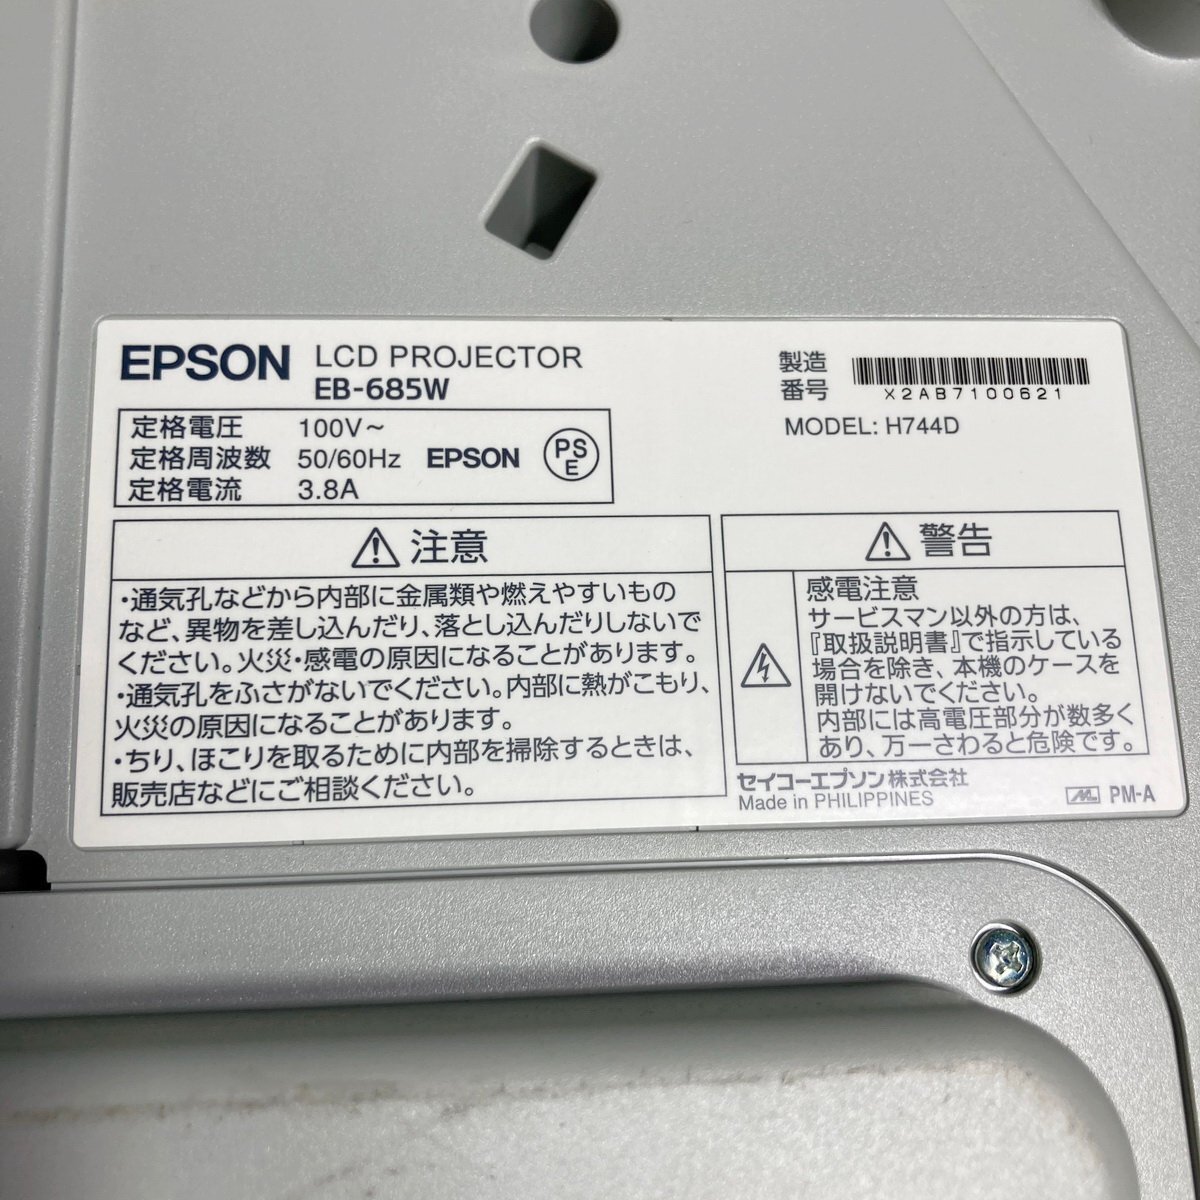 EPSON LCD PROJECTOR
EB-685W
定格電圧 100V~
定格周波数 50/60Hz EPSON PSE
定格電流 3.8A
製造
番号
X2AB7100621
MODEL: H744D
⚠注意
・通気孔などから内部に金属類や燃えやすいもの
など、異物を差し込んだり、落とし込んだりしないで
ください。火災・感電の原因になることがあります。
・通気孔をふさがないでください。内部に熱がこもり、
火災の原因になることがあります。
・ちり、ほこりを取るために内部を掃除するときは、
販売店などにご相談ください。
⚠警告
感電注意
サービスマン以外の方は、
『取扱説明書』で指示している
場合を除き、本機のケースを
開けないでください。
内部には高電圧部分が数多く
あり、万一さわると危険です。
セイコーエプソン株式会社
Made in PHILIPPINES
PM-A